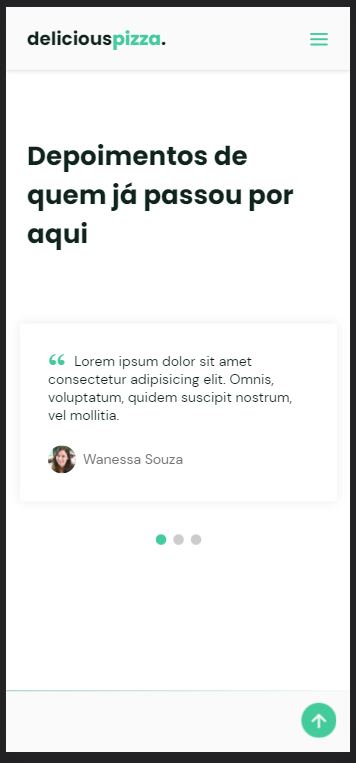 deliciouspizza.
Depoimentos de
quem já passou por
aqui
“ Lorem ipsum dolor sit amet
consectetur adipisicing elit. Omnis,
voluptatum, quidem suscipit nostrum,
vel mollitia.
Wanessa Souza